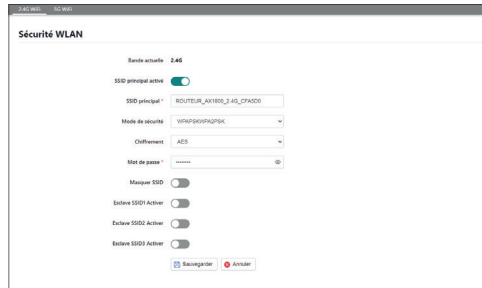 2.4G WiFi 5G WiFi
Sécurité WLAN
Bande actuelle 2.4G
SSID principal activé
SSID principal * ROUTEUR_AX1800_2.4G_CFA5D0
Mode de sécurité WPAPSKWPA2PSK
Chiffrement AES
Mot de passe * ••••••••
Masquer SSID
Esclave SSID1 Activer
Esclave SSID2 Activer
Esclave SSID3 Activer
Sauvegarder Annuler